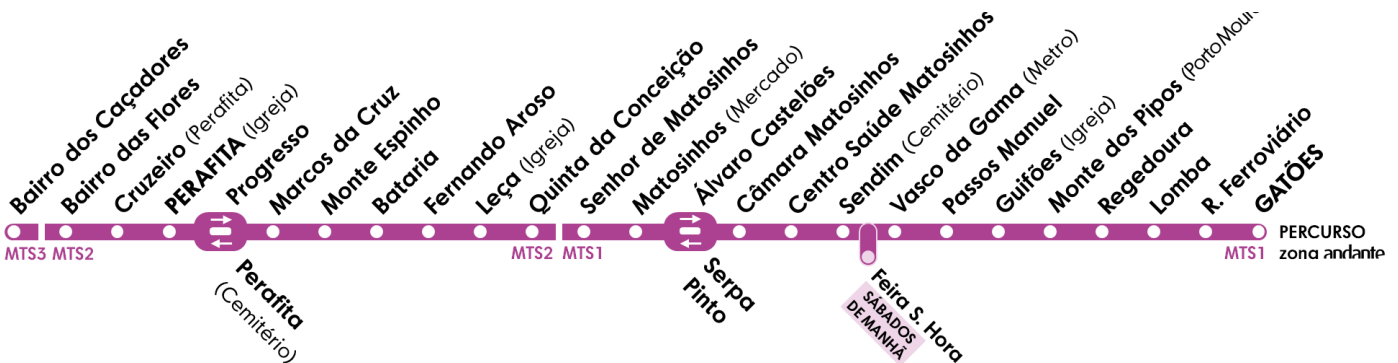 Bairro dos Caçadores
Bairro das Flores
Cruzeiro (Perafita)
PERAFITA (Igreja)
Progresso
Marcos da Cruz
Monte Espinho
Bataria
Fernando Aroso
Leça (Igreja)
Quinta da Conceição
Senhor de Matosinhos
Matosinhos (Mercado)
Álvaro Castelões
Câmara Matosinhos
Centro Saúde Matosinhos
Sendim (Cemitério)
Vasco da Gama (Metro)
Passos Manuel
Guifões (Igreja)
Monte dos Pipos (Porto
Regedoura
Lomba
R. Ferroviário
GATÕES
PERCURSO
MTS3 MTS2 MTS2 MTS1 MTS1 zona andante
Perafita
(Cemitério)
Serpa
Pinto
Feira S. Hora
SÁBADOS
DE MANHÃ